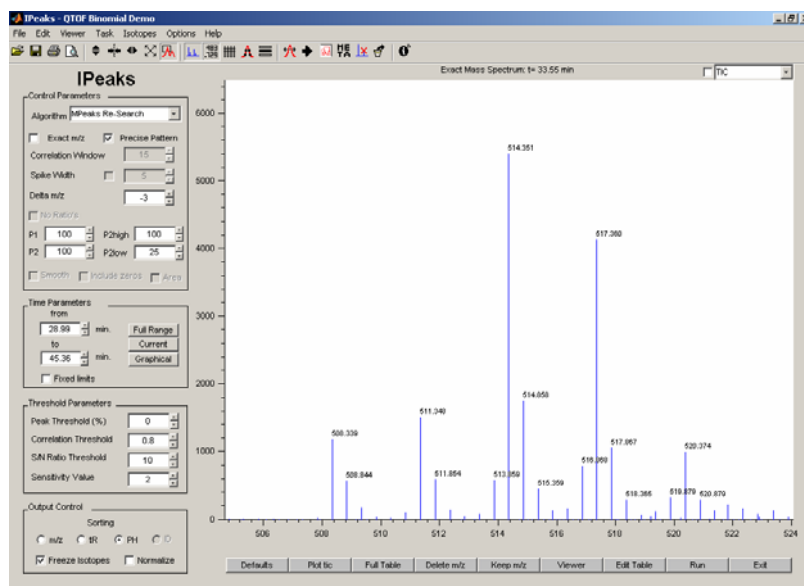 IPeaks - QTOF Binomial Demo
File Edit Viewer Task Isotopes Options Help
IPeaks
Exact Mass Spectrum: t= 33.55 min
TIC
Control Parameters
Algorithm MPeaks Re-Search
Exact m/z Precise Pattern
Correlation Window 15
Spike Width 5
Delta m/z -3
No Ratio's
P1 100 P2high 100
P2 100 P2low 25
Smooth Include zeros Area
Time Parameters
from
28.99 min. Full Range
to Current
45.36 min. Graphical
Fixed limits
Threshold Parameters
Peak Threshold (%) 0
Correlation Threshold 0.8
S/N Ratio Threshold 10
Sensitivity Value 2
Output Control
Sorting
m/z tR PH
Freeze Isotopes Normalize
6000
5000
4000
3000
2000
1000
0
514.351
517.360
514.858
511.348
508.339
517.867
520.374
508.844
511.854
513.859
515.359
516.868
518.365
519.879
520.879
506 508 510 512 514 516 518 520 522 524
Defaults Plot tic Full Table Delete m/z Keep m/z Viewer Edit Table Run Exit